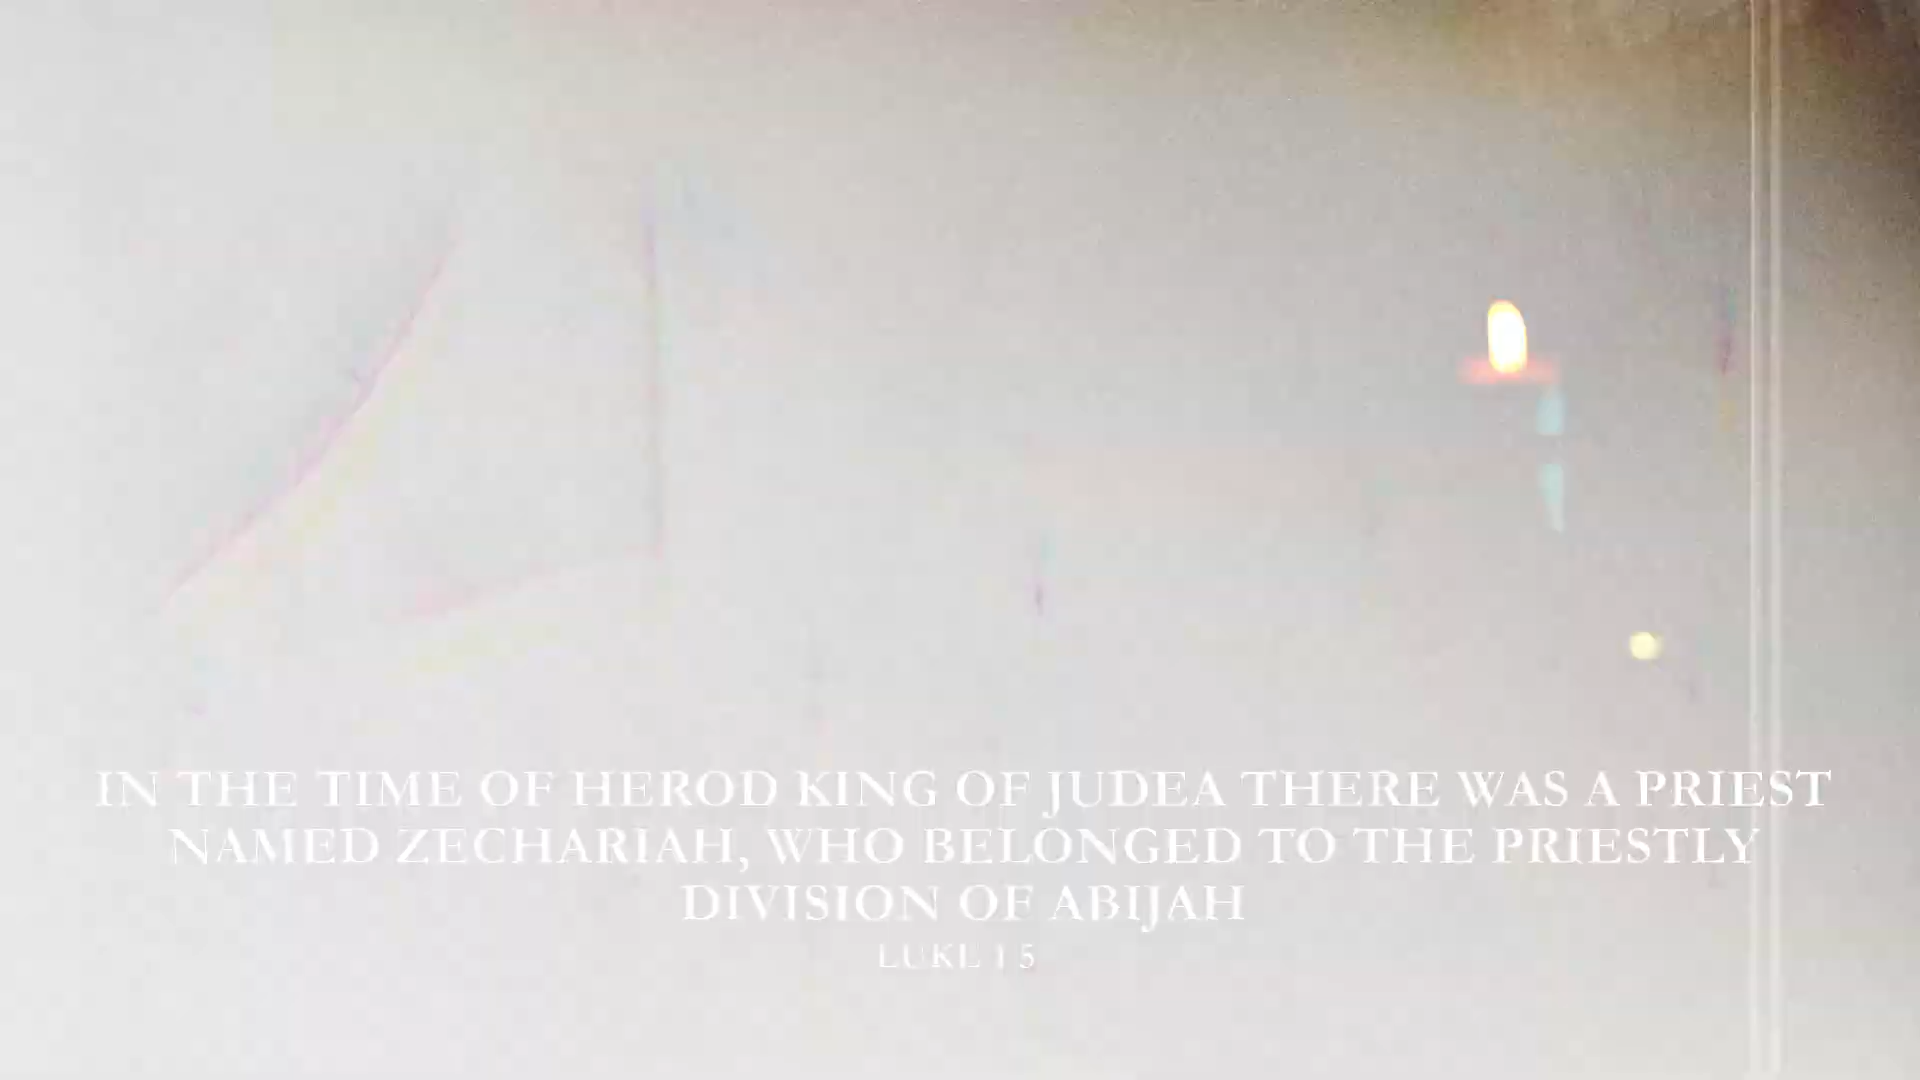 IN THE TIME OF HEROD KING OF JUDEA THERE WAS A PRIEST
NAMED ZECHARIAH, WHO BELONGED TO THE PRIESTLY
DIVISION OF ABIJAH
LUKE 1 5